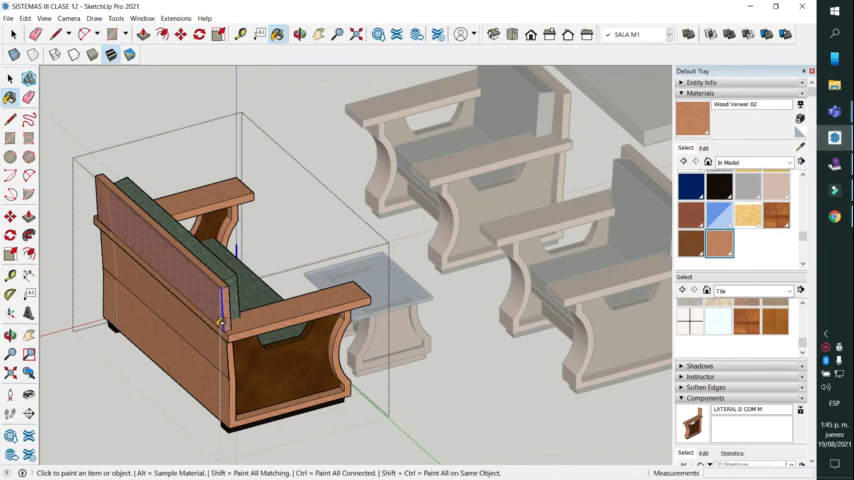 SISTEMAS III CLASE 12 - SketchUp Pro 2021
File Edit View Camera Draw Tools Window Extensions Help
SALA M1
Default Tray
Entity Info
Materials
Wood Veneer 02
Select Edit
In Model
Select
Tile
Shadows
Instructor
Soften Edges
Components
LATERAL D COM M
Select Edit Statistics
Click to paint an item or object. | Alt = Sample Material. | Shift = Paint All Matching. | Ctrl = Paint All Connected. | Shift + Ctrl = Paint All on Same Object.
Measurements
ESP
1:45 p. m.
jueves
19/08/2021